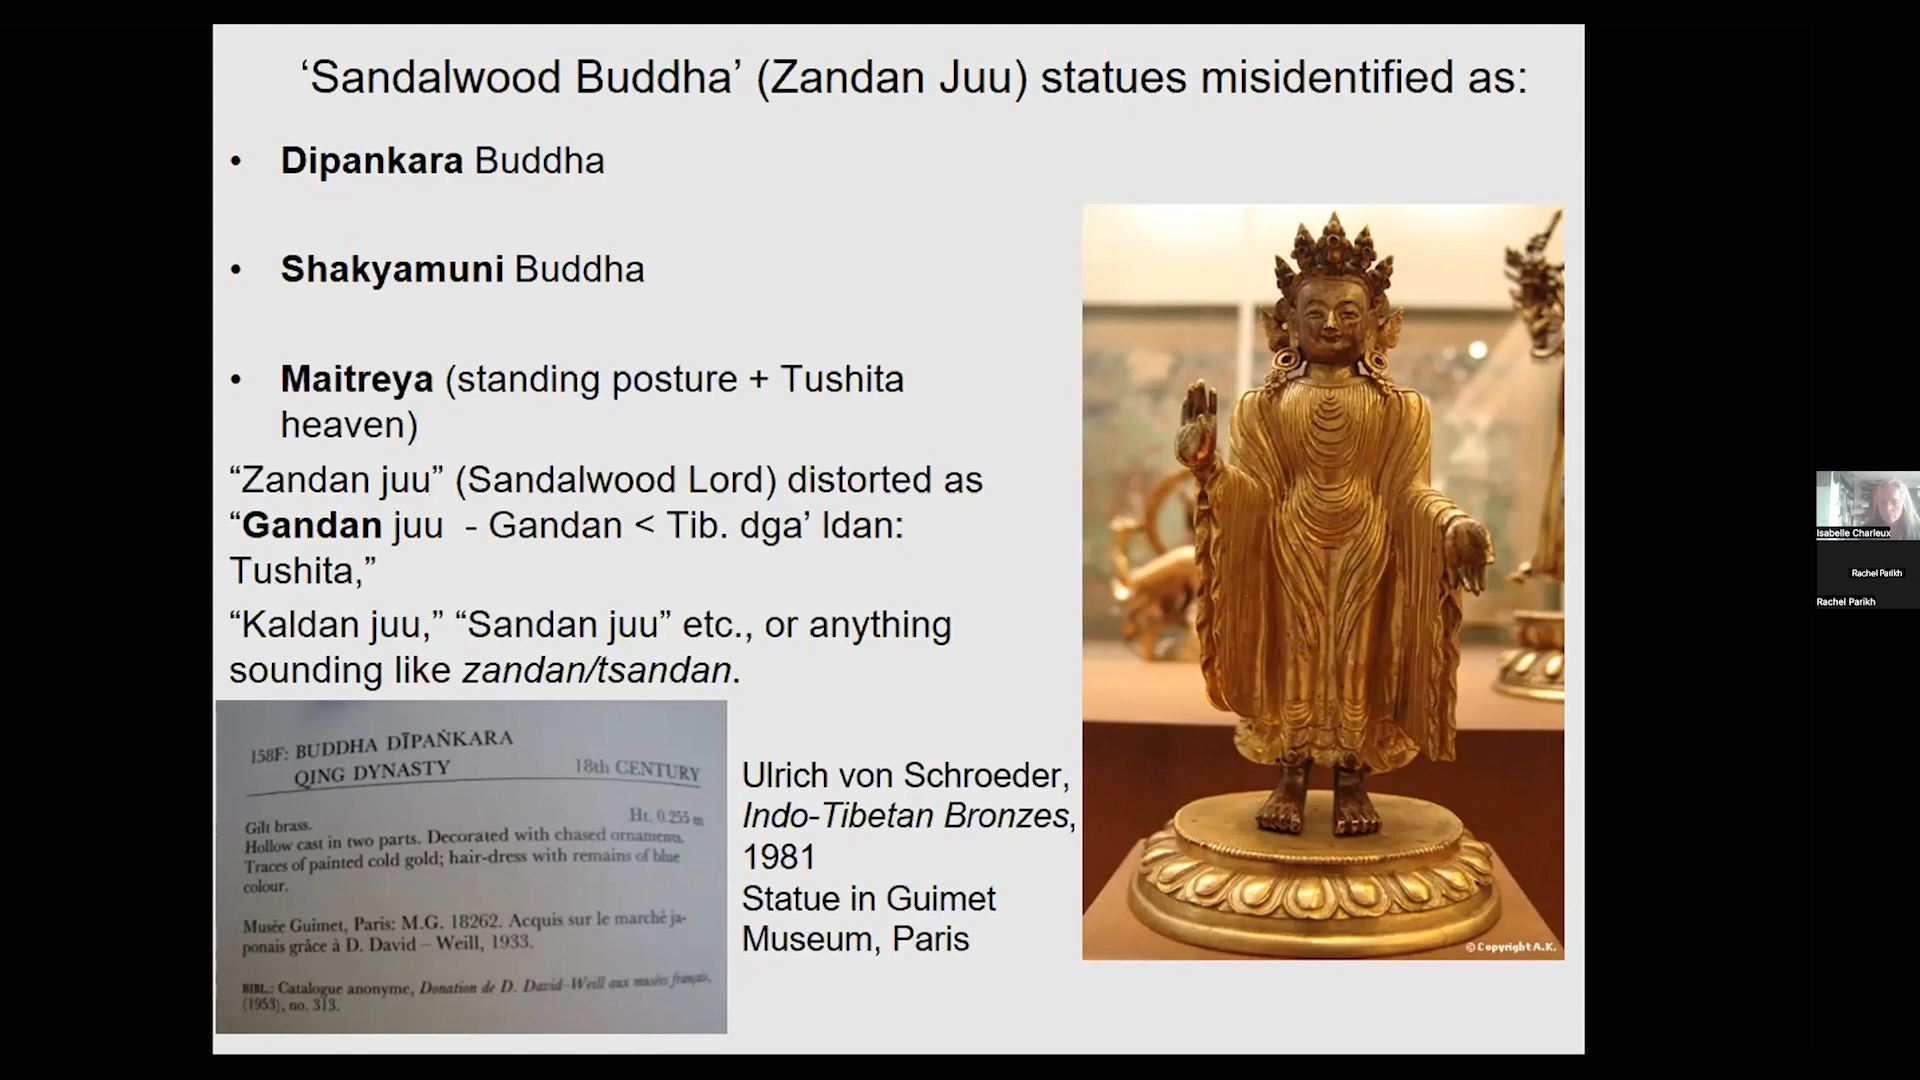 ‘Sandalwood Buddha’ (Zandan Juu) statues misidentified as:
• Dipankara Buddha
• Shakyamuni Buddha
• Maitreya (standing posture + Tushita
heaven)
“Zandan juu” (Sandalwood Lord) distorted as
“Gandan juu - Gandan < Tib. dga’ ldan:
Tushita,”
“Kaldan juu,” “Sandan juu” etc., or anything
sounding like zandan/tsandan.
158F: BUDDHA DĪPAṄKARA
QING DYNASTY 18th CENTURY
Ht. 0.255 m
Gilt brass.
Hollow cast in two parts. Decorated with chased ornaments.
Traces of painted cold gold; hair-dress with remains of blue
colour.
Musée Guimet, Paris: M.G. 18262. Acquis sur le marché ja-
ponais grâce à D. David – Weill, 1933.
BIBL.: Catalogue anonyme, Donation de D. David–Weill aux musées français,
(1953), no. 313.
Ulrich von Schroeder,
Indo-Tibetan Bronzes,
1981
Statue in Guimet
Museum, Paris
© Copyright A.K.
Isabelle Charleux
Rachel Parikh
Rachel Parikh